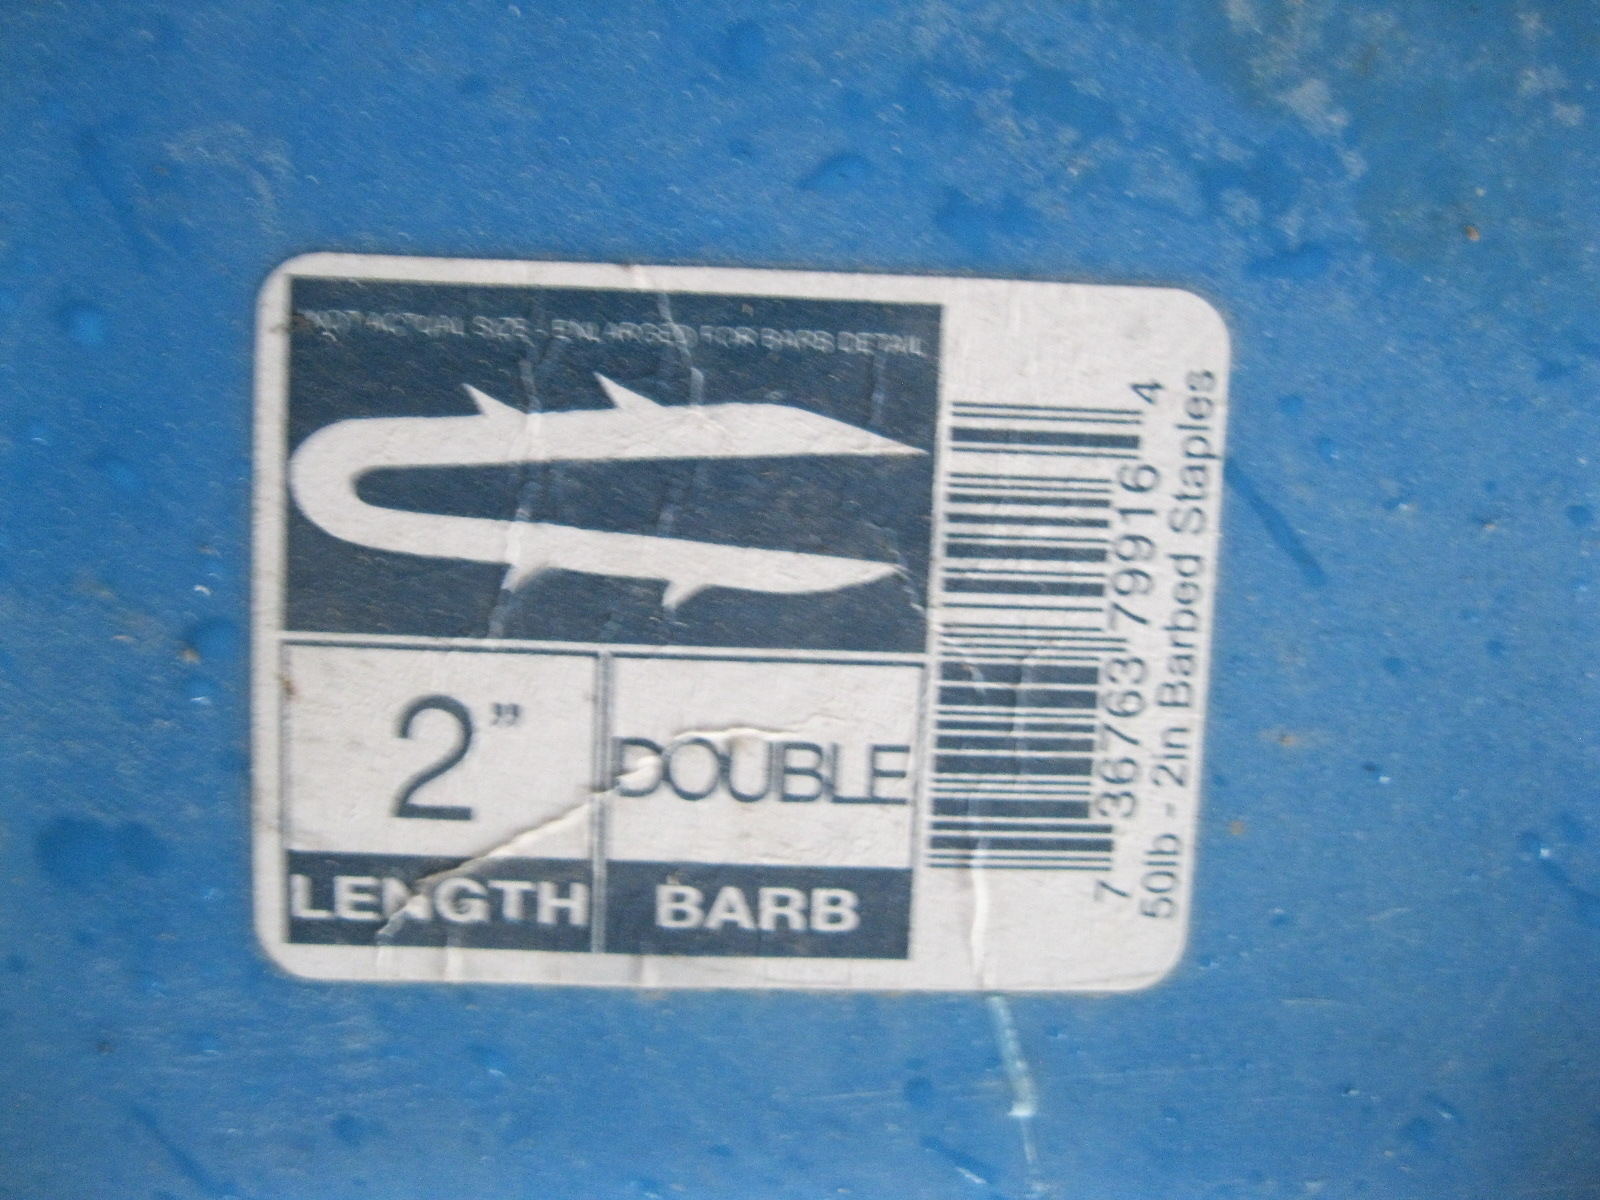 *NOT ACTUAL SIZE - ENLARGED FOR BARB DETAIL
2” DOUBLE
LENGTH BARB
7 36763 79916 4
50lb - 2in Barbed Staples